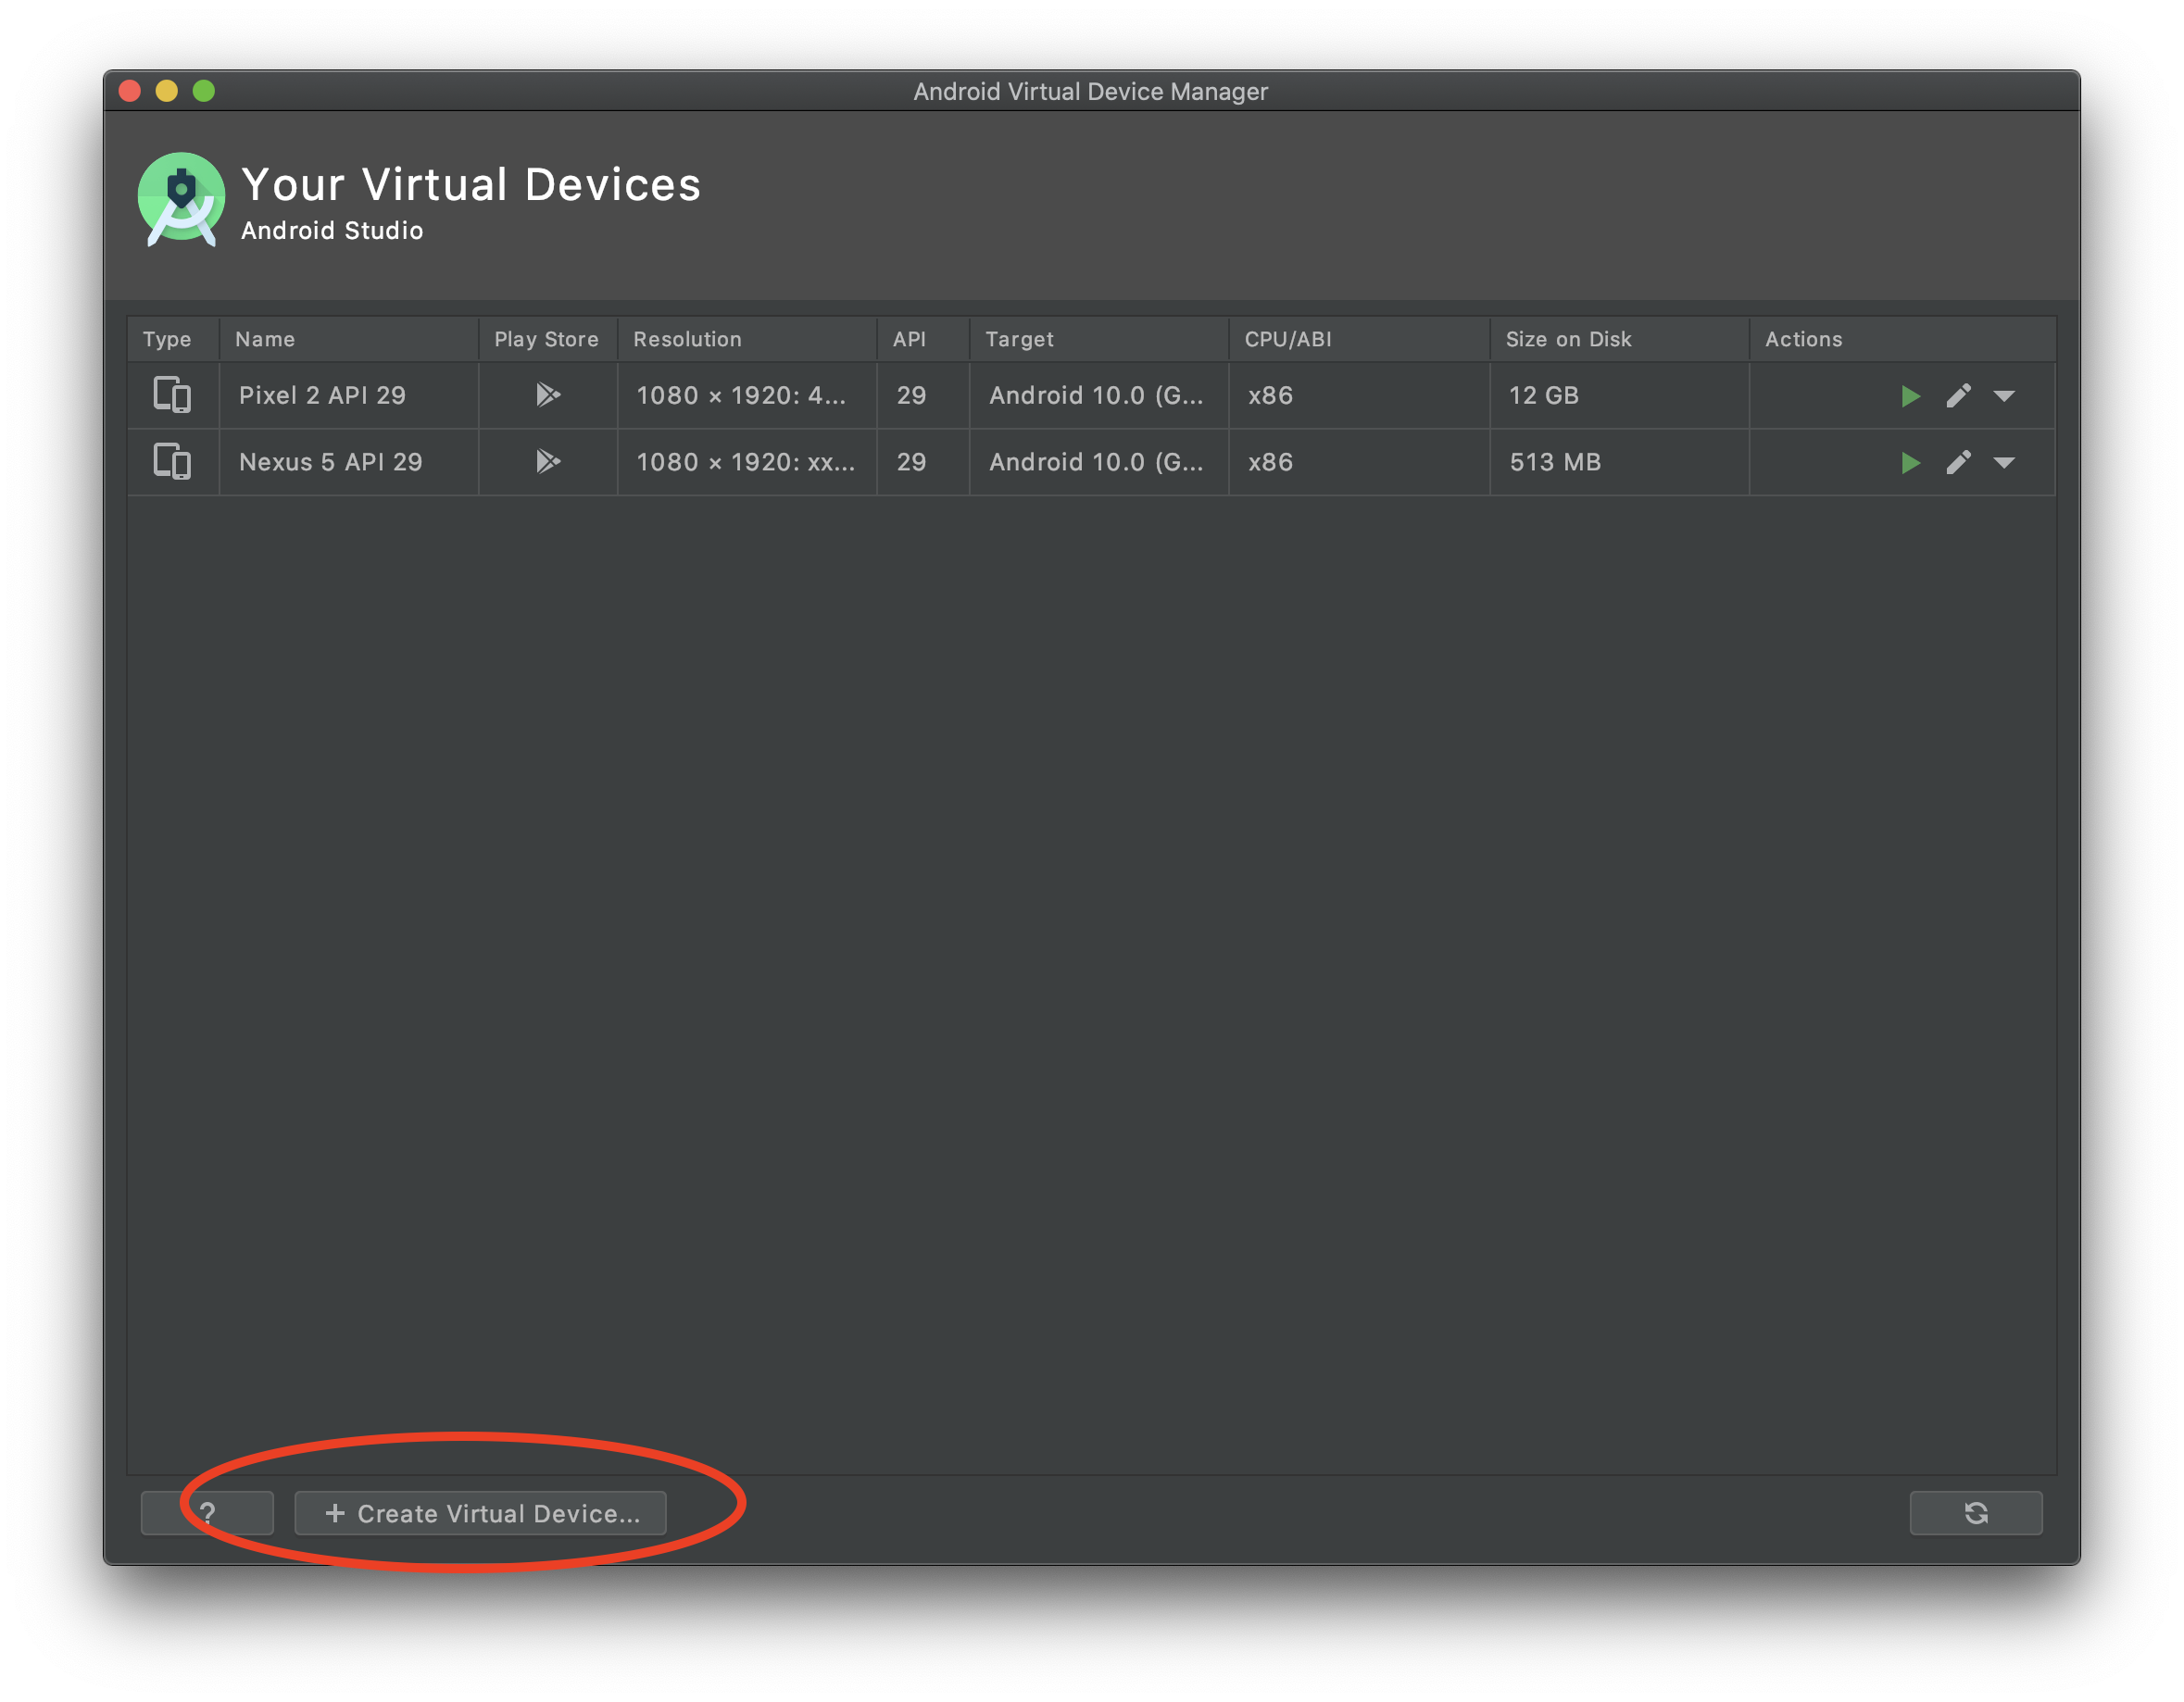 Android Virtual Device Manager
Your Virtual Devices
Android Studio
Type Name Play Store Resolution API Target CPU/ABI Size on Disk Actions
Pixel 2 API 29 1080 × 1920: 4... 29 Android 10.0 (G... x86 12 GB
Nexus 5 API 29 1080 × 1920: xx... 29 Android 10.0 (G... x86 513 MB
? + Create Virtual Device...